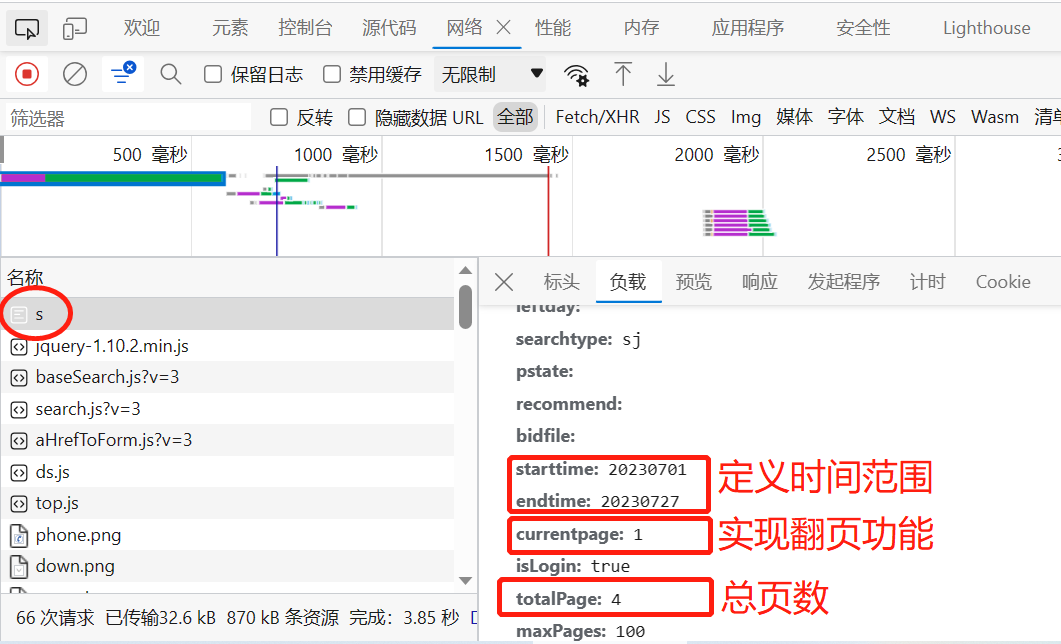 欢迎 元素 控制台 源代码 网络 性能 内存 应用程序 安全性 Lighthouse
保留日志 禁用缓存 无限制
筛选器 反转 隐藏数据 URL 全部 Fetch/XHR JS CSS Img 媒体 字体 文档 WS Wasm 清单
500 毫秒 1000 毫秒 1500 毫秒 2000 毫秒 2500 毫秒
名称
s
jquery-1.10.2.min.js
baseSearch.js?v=3
search.js?v=3
aHrefToForm.js?v=3
ds.js
top.js
phone.png
down.png
66 次请求 已传输32.6 kB 870 kB 条资源 完成：3.85 秒
标头 负载 预览 响应 发起程序 计时 Cookie
leftday:
searchtype: sj
pstate:
recommend:
bidfile:
starttime: 20230701
endtime: 20230727
定义时间范围
currentpage: 1
实现翻页功能
isLogin: true
totalPage: 4
总页数
maxPages: 100